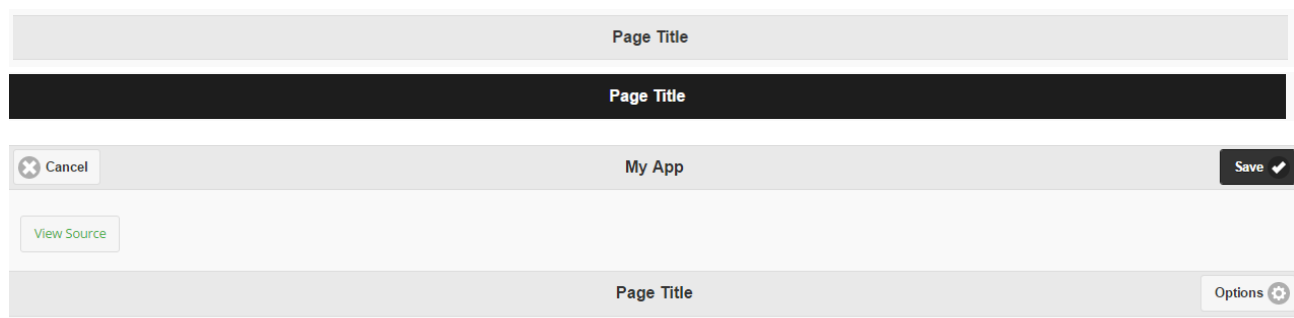 Page Title
Page Title
Cancel My App Save
View Source
Page Title Options